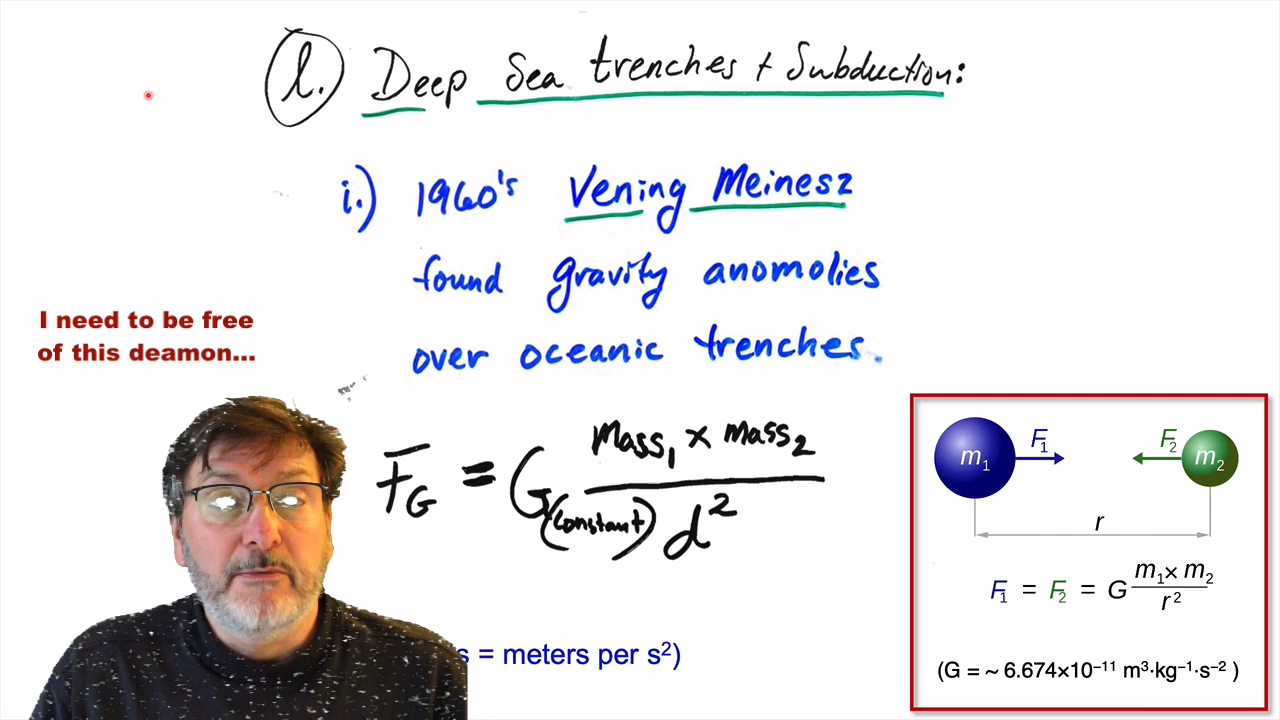 l. Deep Sea trenches + Subduction:
i.) 1960's Vening Meinesz
found gravity anomolies
over oceanic trenches.
I need to be free
of this deamon...
F_G = G (constant) Mass₁ x mass₂ / d²
s = meters per s²)
m₁ F₁ F₂ m₂
r
F₁ = F₂ = G m₁ x m₂ / r²
(G = ~ 6.674×10⁻¹¹ m³·kg⁻¹·s⁻² )